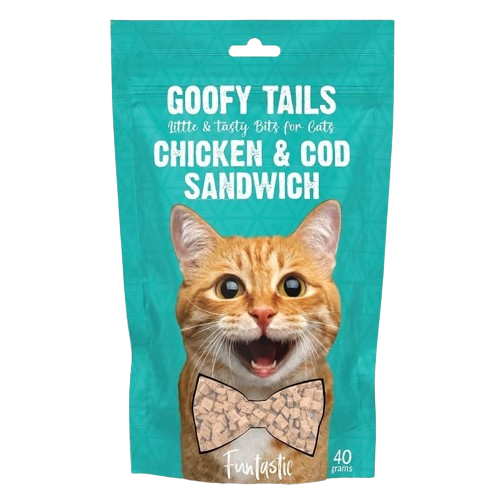 GOOFY TAILS
Little & tasty Bits for Cats
CHICKEN & COD
SANDWICH
Funtastic
40
grams